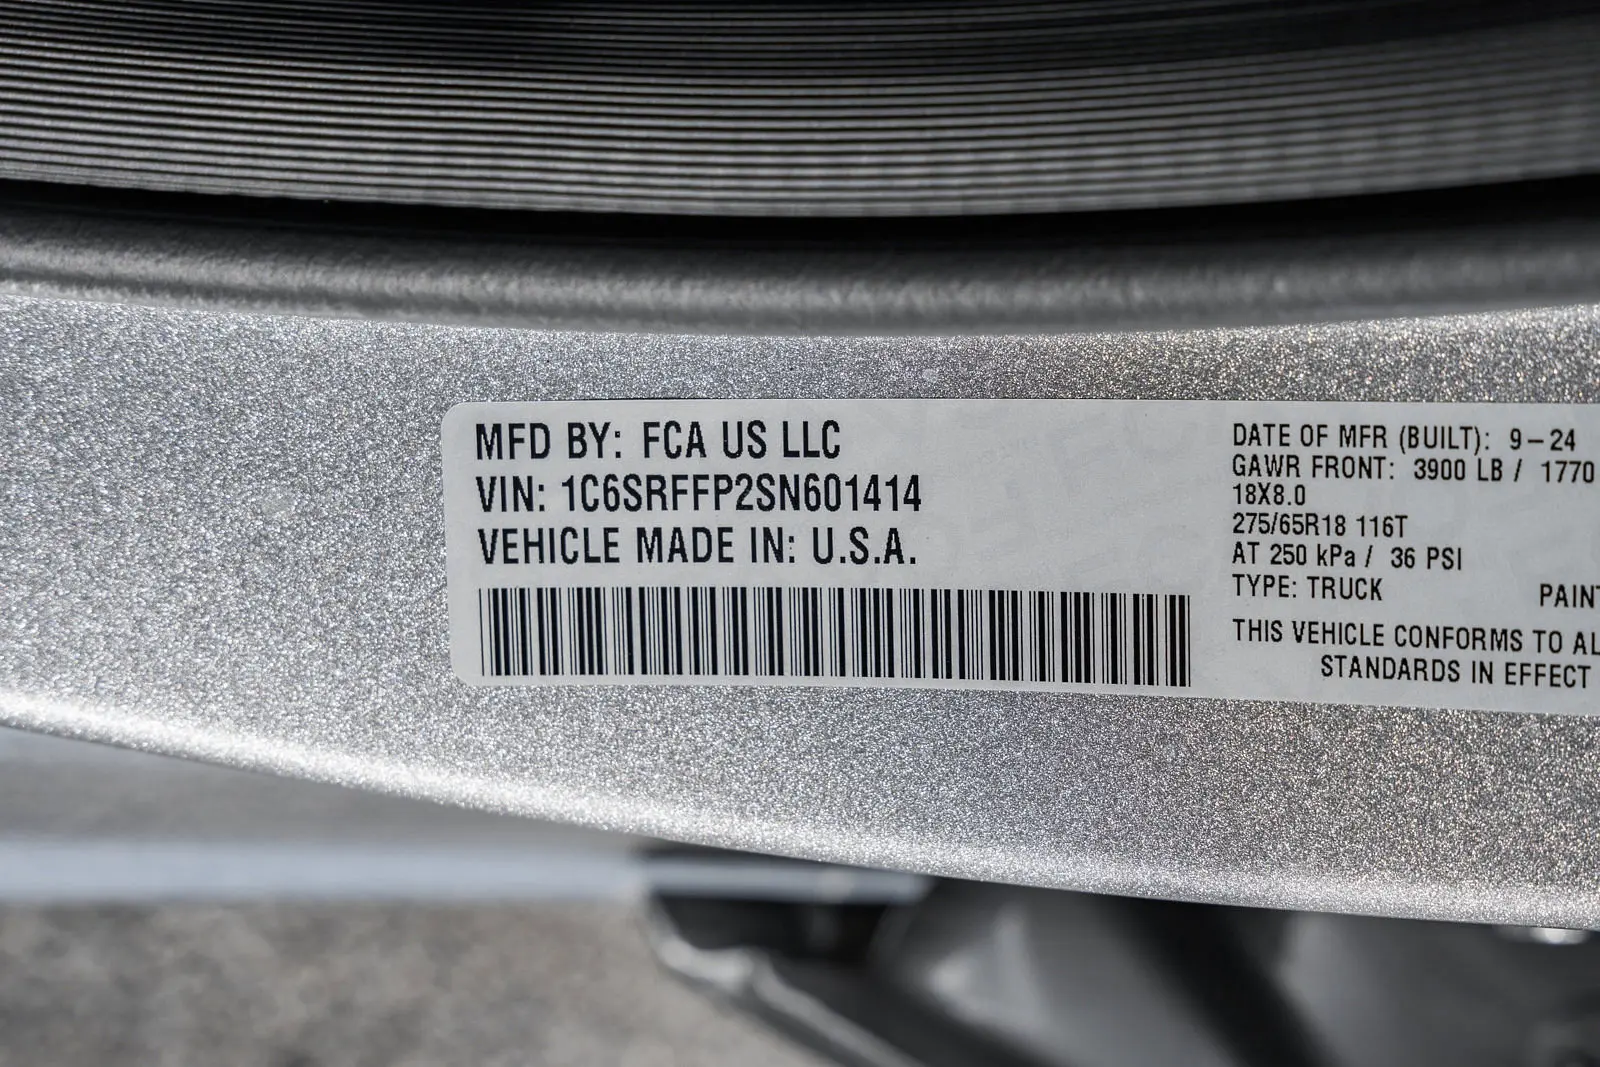 MFD BY: FCA US LLC
VIN: 1C6SRFFP2SN601414
VEHICLE MADE IN: U.S.A.
DATE OF MFR (BUILT): 9-24
GAWR FRONT: 3900 LB / 1770
18X8.0
275/65R18 116T
AT 250 kPa / 36 PSI
TYPE: TRUCK PAINT
THIS VEHICLE CONFORMS TO AL
STANDARDS IN EFFECT